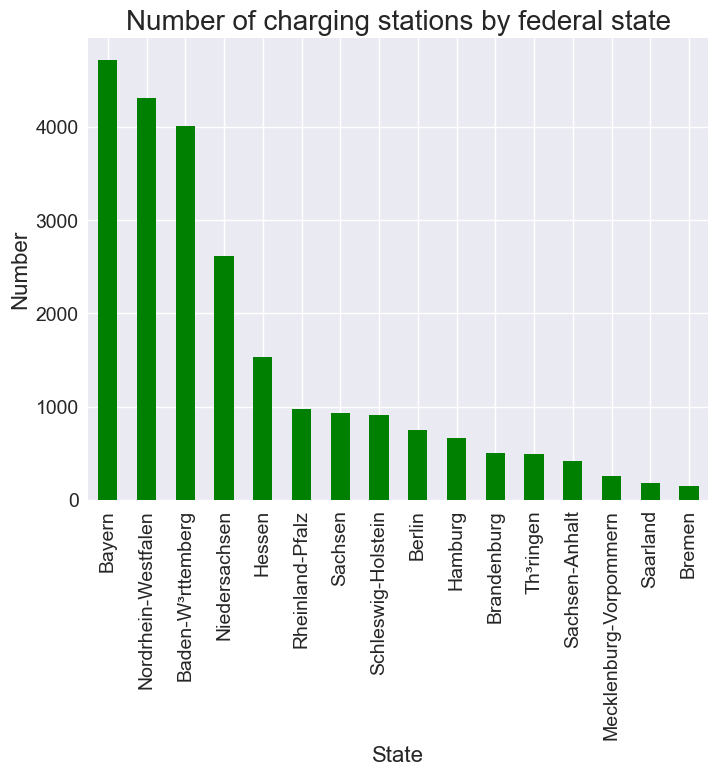 Number of charging stations by federal state
Number
4000
3000
2000
1000
0
Bayern
Nordrhein-Westfalen
Baden-W³rttemberg
Niedersachsen
Hessen
Rheinland-Pfalz
Sachsen
Schleswig-Holstein
Berlin
Hamburg
Brandenburg
Th³ringen
Sachsen-Anhalt
Mecklenburg-Vorpommern
Saarland
Bremen
State